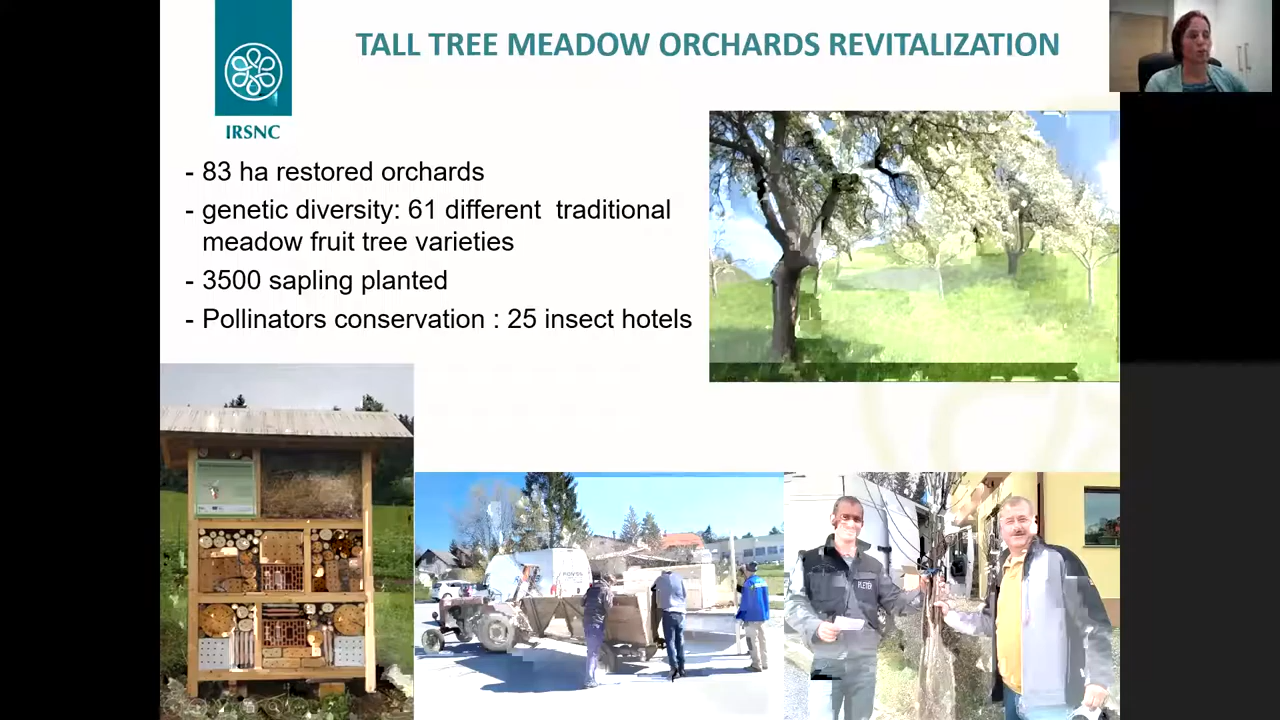 TALL TREE MEADOW ORCHARDS REVITALIZATION
IRSNC
- 83 ha restored orchards
- genetic diversity: 61 different traditional
meadow fruit tree varieties
- 3500 sapling planted
- Pollinators conservation : 25 insect hotels